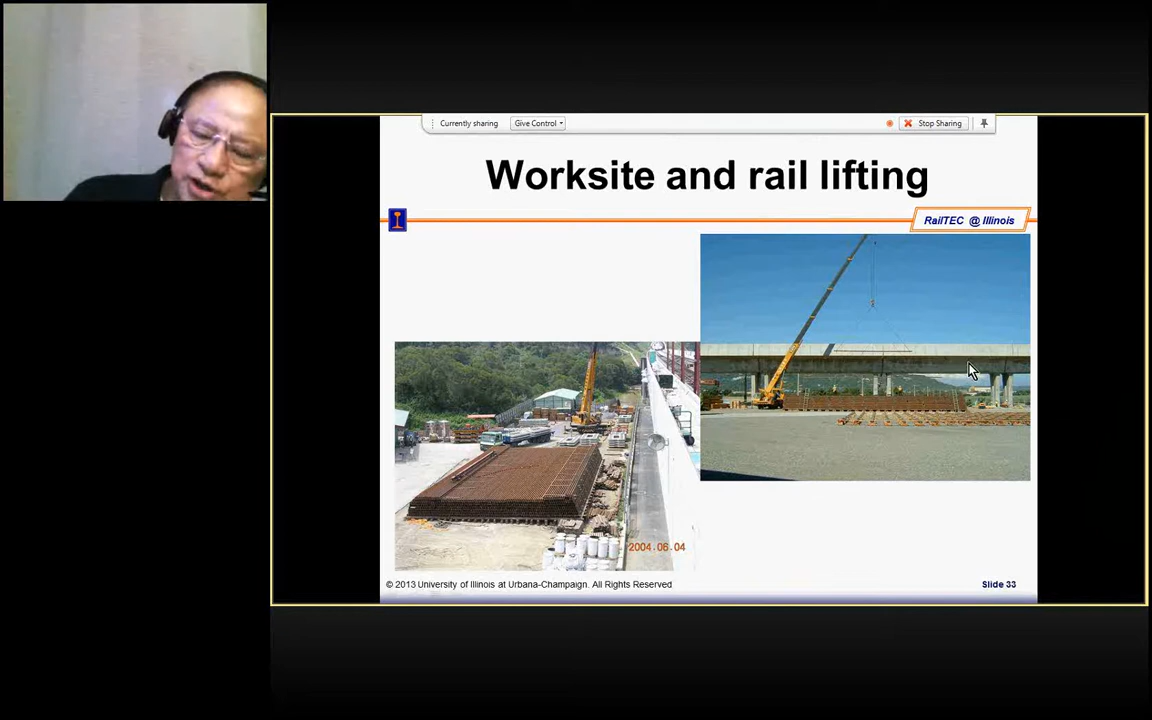 Currently sharing
Give Control
Stop Sharing
Worksite and rail lifting
I
RailTEC @ Illinois
2004.06.04
© 2013 University of Illinois at Urbana-Champaign. All Rights Reserved
Slide 33